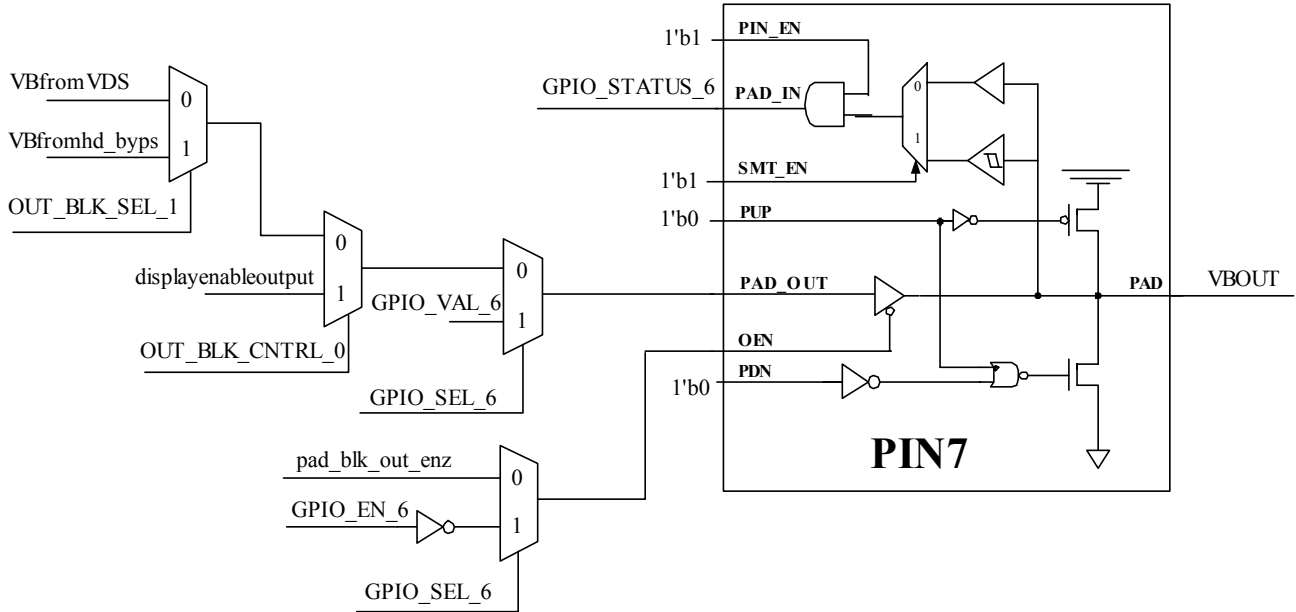 1'b1
PIN_EN
VBfromVDS
0
GPIO_STATUS_6
PAD_IN
0
VBfromhd_byps
1
1
1'b1
SMT_EN
OUT_BLK_SEL_1
1'b0
PUP
0
0
displayenableoutput
1
GPIO_VAL_6
1
PAD_OUT
PAD
VBOUT
OUT_BLK_CNTRL_0
OEN
1'b0
PDN
GPIO_SEL_6
PIN7
pad_blk_out_enz
0
GPIO_EN_6
1
GPIO_SEL_6